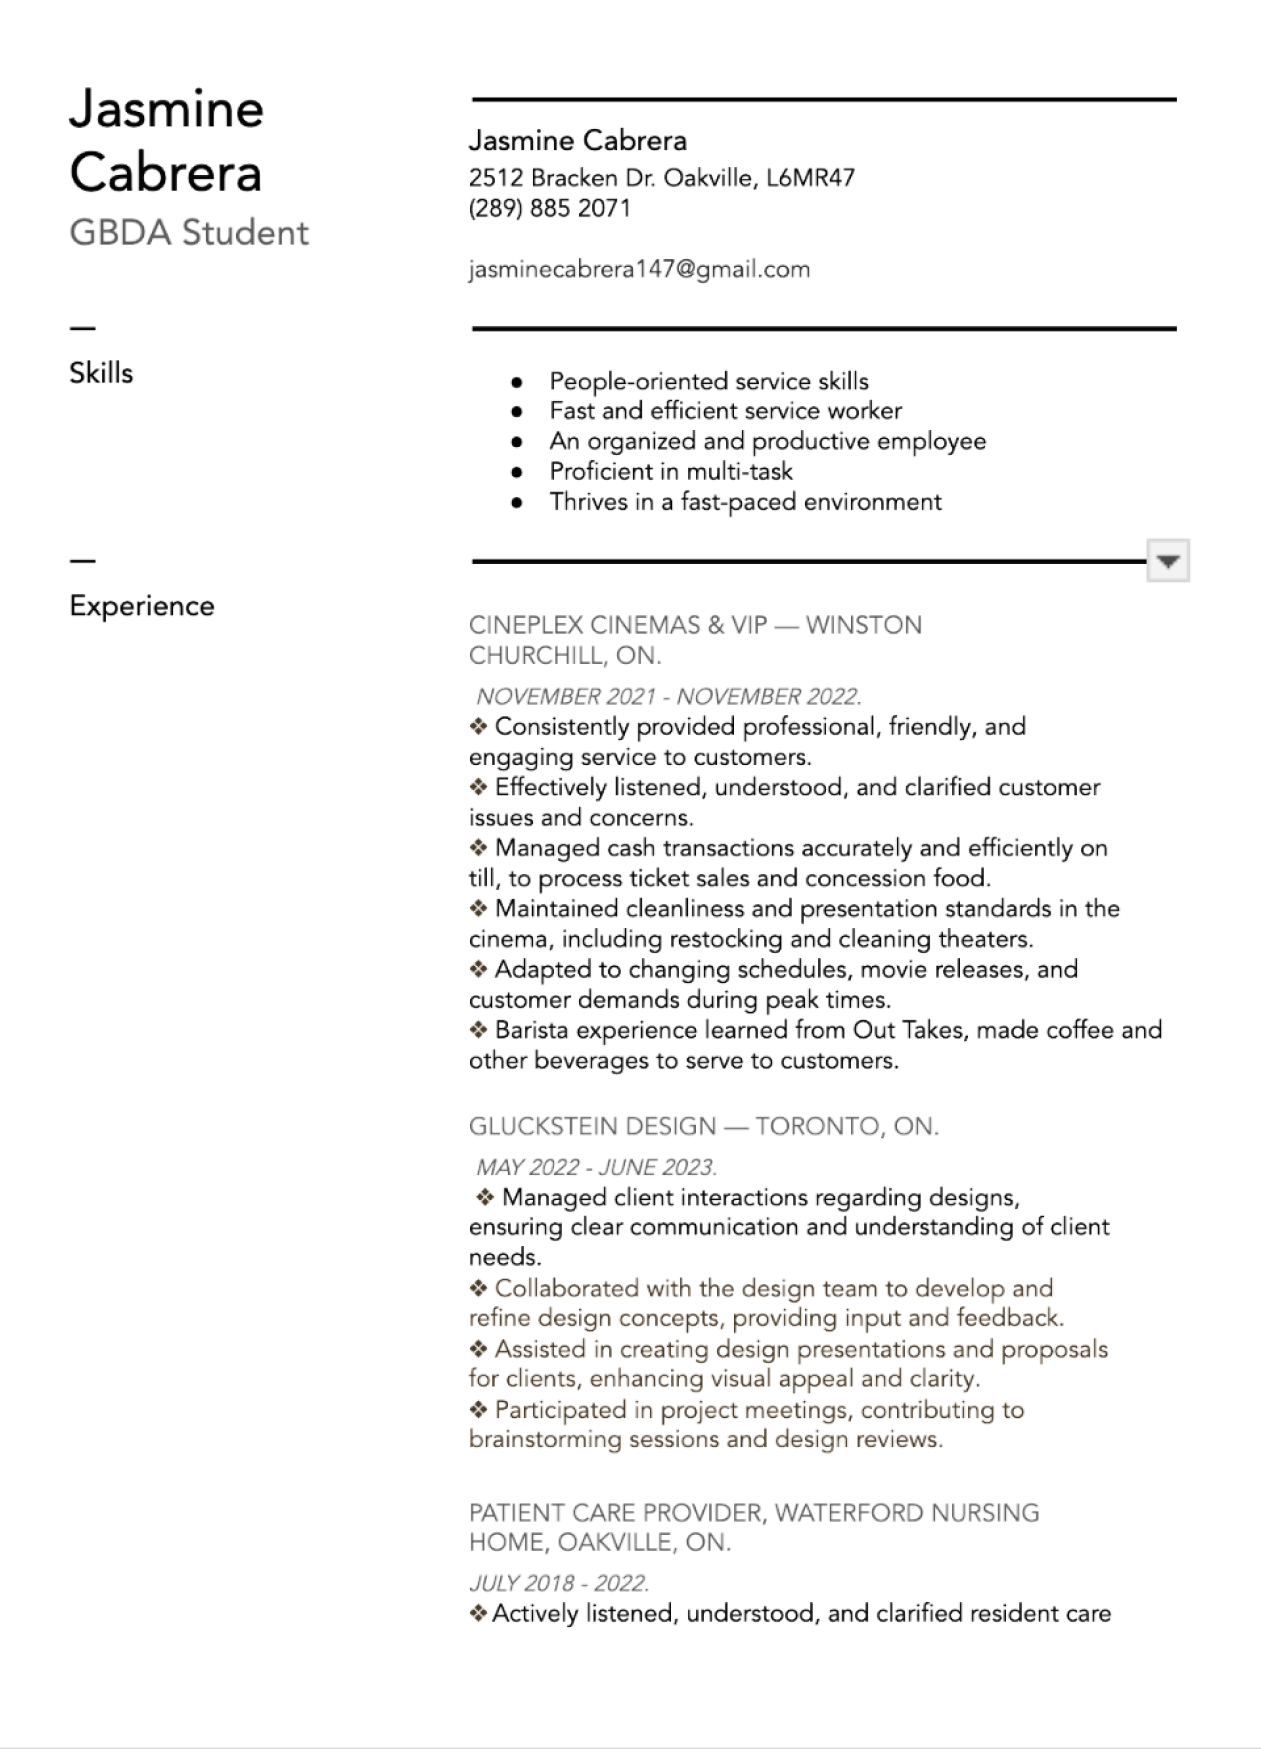 Jasmine
Cabrera
GBDA Student
Jasmine Cabrera
2512 Bracken Dr. Oakville, L6MR47
(289) 885 2071
jasminecabrera147@gmail.com
—
Skills
● People-oriented service skills
● Fast and efficient service worker
● An organized and productive employee
● Proficient in multi-task
● Thrives in a fast-paced environment
—
Experience
CINEPLEX CINEMAS & VIP — WINSTON
CHURCHILL, ON.
NOVEMBER 2021 - NOVEMBER 2022.
❖ Consistently provided professional, friendly, and
engaging service to customers.
❖ Effectively listened, understood, and clarified customer
issues and concerns.
❖ Managed cash transactions accurately and efficiently on
till, to process ticket sales and concession food.
❖ Maintained cleanliness and presentation standards in the
cinema, including restocking and cleaning theaters.
❖ Adapted to changing schedules, movie releases, and
customer demands during peak times.
❖ Barista experience learned from Out Takes, made coffee and
other beverages to serve to customers.
GLUCKSTEIN DESIGN — TORONTO, ON.
MAY 2022 - JUNE 2023.
❖ Managed client interactions regarding designs,
ensuring clear communication and understanding of client
needs.
❖ Collaborated with the design team to develop and
refine design concepts, providing input and feedback.
❖ Assisted in creating design presentations and proposals
for clients, enhancing visual appeal and clarity.
❖ Participated in project meetings, contributing to
brainstorming sessions and design reviews.
PATIENT CARE PROVIDER, WATERFORD NURSING
HOME, OAKVILLE, ON.
JULY 2018 - 2022.
❖ Actively listened, understood, and clarified resident care